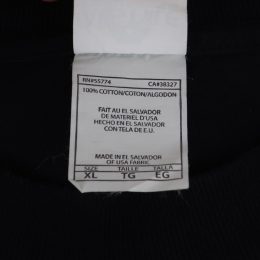 RN#55774 CA#38327
100% COTTON/COTON/ALGODON
FAIT AU EL SALVADOR
DE MATERIEL D'USA
HECHO EN EL SALVADOR
CON TELA DE E.U.
MADE IN EL SALVADOR
OF USA FABRIC
SIZE TAILLE TALLA
XL TG EG